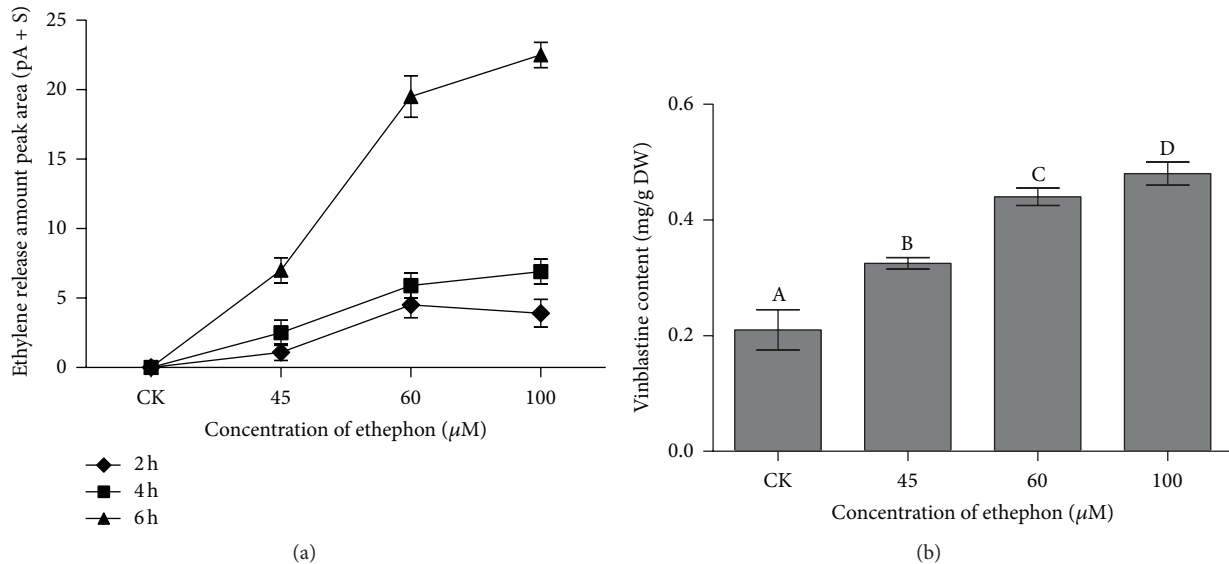 Ethylene release amount peak area (pA + S)
25
20
15
10
5
0
CK
45
60
100
Concentration of ethephon (μM)
2 h
4 h
6 h
(a)
Vinblastine content (mg/g DW)
0.6
0.4
0.2
0.0
A
B
C
D
CK
45
60
100
Concentration of ethephon (μM)
(b)